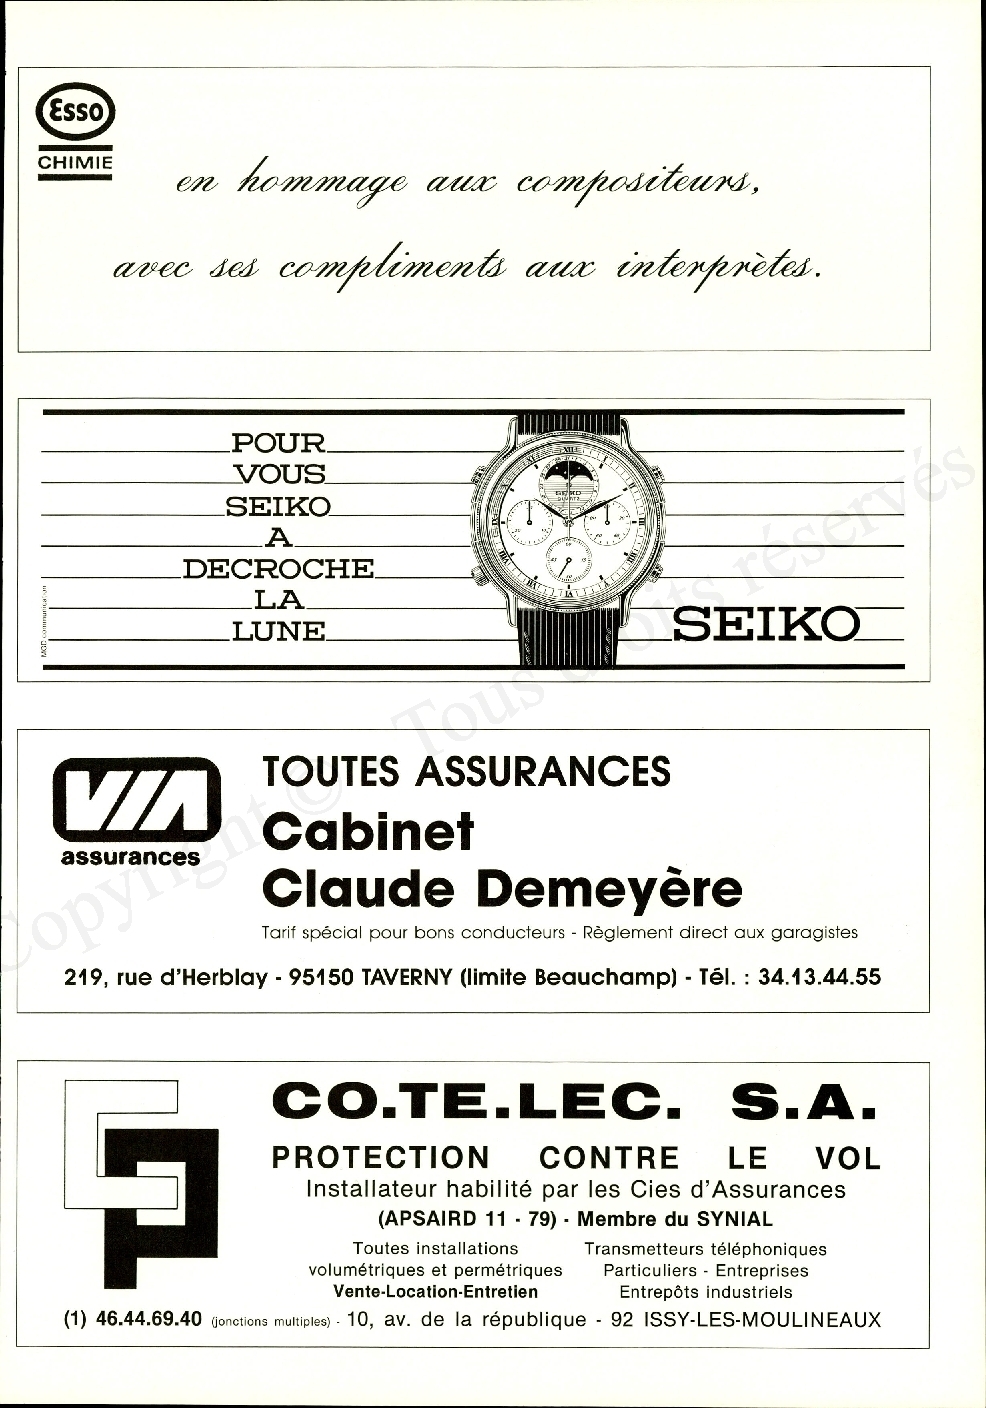 Esso
CHIMIE
en hommage aux compositeurs,
avec ses compliments aux interprètes.
POUR
VOUS
SEIKO
A
DECROCHE
LA
LUNE
MGD communication
SEIKO
QUARTZ
SEIKO
VIA
assurances
TOUTES ASSURANCES
Cabinet
Claude Demeyère
Tarif spécial pour bons conducteurs - Règlement direct aux garagistes
219, rue d'Herblay - 95150 TAVERNY (limite Beauchamp) - Tél. : 34.13.44.55
CO.TE.LEC. S.A.
PROTECTION CONTRE LE VOL
Installateur habilité par les Cies d'Assurances
(APSAIRD 11 - 79) - Membre du SYNIAL
Toutes installations
volumétriques et permétriques
Vente-Location-Entretien
Transmetteurs téléphoniques
Particuliers - Entreprises
Entrepôts industriels
(1) 46.44.69.40 (jonctions multiples) - 10, av. de la république - 92 ISSY-LES-MOULINEAUX
Copyright © Tous droits réservés